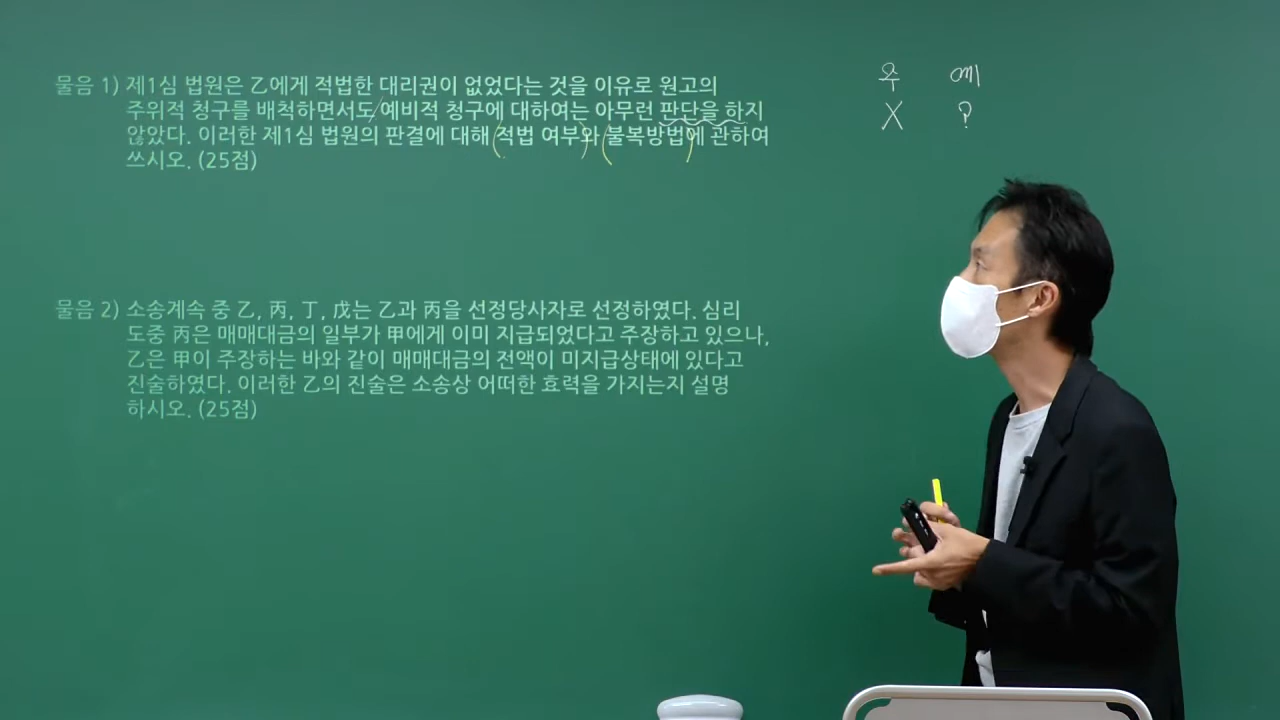 물음 1) 제1심 법원은 乙에게 적법한 대리권이 없었다는 것을 이유로 원고의
주위적 청구를 배척하면서도 예비적 청구에 대하여는 아무런 판단을 하지
않았다. 이러한 제1심 법원의 판결에 대해 적법 여부와 불복방법에 관하여
쓰시오. (25점)
주 예
X ?
물음 2) 소송계속 중 乙, 丙, 丁, 戊는 乙과 丙을 선정당사자로 선정하였다. 심리
도중 丙은 매매대금의 일부가 甲에게 이미 지급되었다고 주장하고 있으나,
乙은 甲이 주장하는 바와 같이 매매대금의 전액이 미지급상태에 있다고
진술하였다. 이러한 乙의 진술은 소송상 어떠한 효력을 가지는지 설명
하시오. (25점)